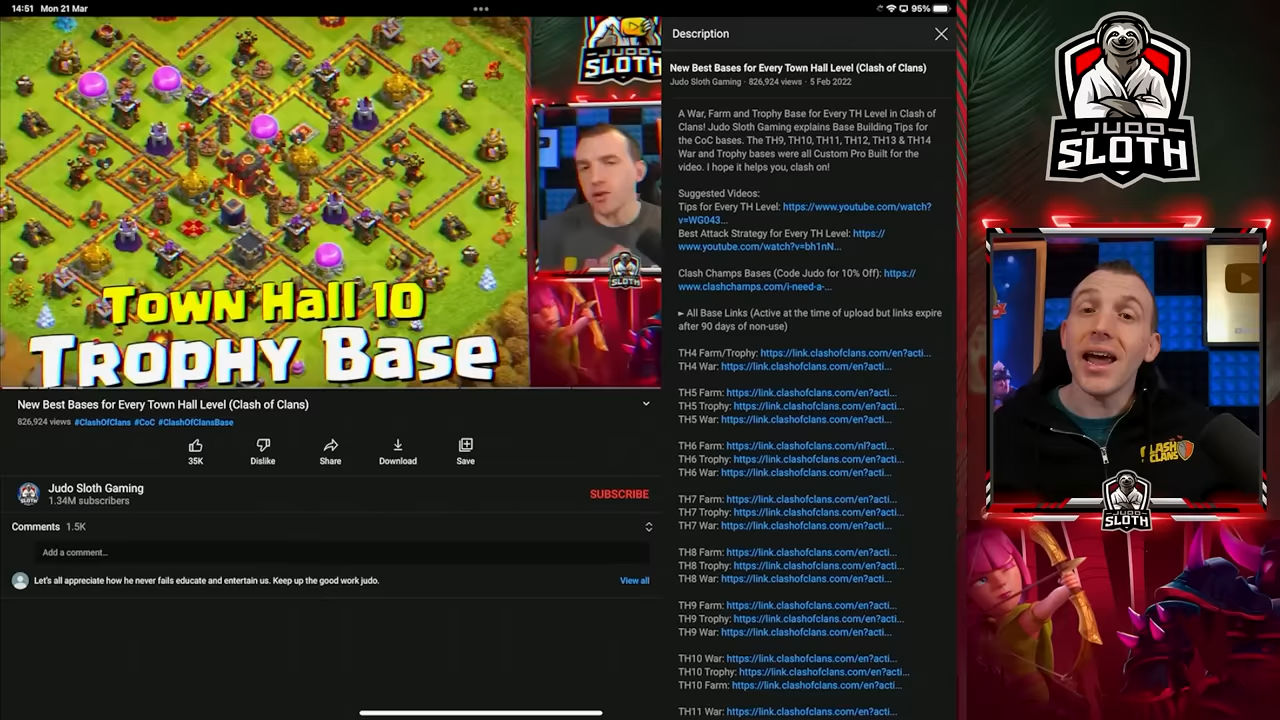 14:51 Mon 21 Mar
95%
JUDO
SLOTH
Town Hall 10
Trophy Base
New Best Bases for Every Town Hall Level (Clash of Clans)
826,924 views #ClashOfClans #CoC #ClashOfClansBase
35K
Dislike
Share
Download
Save
Judo Sloth Gaming
1.34M subscribers
SUBSCRIBE
Comments 1.5K
Add a comment...
Let's all appreciate how he never fails educate and entertain us. Keep up the good work judo.
View all
Description
New Best Bases for Every Town Hall Level (Clash of Clans)
Judo Sloth Gaming · 826,924 views · 5 Feb 2022
A War, Farm and Trophy Base for Every TH Level in Clash of
Clans! Judo Sloth Gaming explains Base Building Tips for
the CoC bases. The TH9, TH10, TH11, TH12, TH13 & TH14
War and Trophy bases were all Custom Pro Built for the
video. I hope it helps you, clash on!
Suggested Videos:
Tips for Every TH Level: https://www.youtube.com/watch?
v=WG043...
Best Attack Strategy for Every TH Level: https://
www.youtube.com/watch?v=bh1nN...
Clash Champs Bases (Code Judo for 10% Off): https://
www.clashchamps.com/i-need-a-...
► All Base Links (Active at the time of upload but links expire
after 90 days of non-use)
TH4 Farm/Trophy: https://link.clashofclans.com/en?acti...
TH4 War: https://link.clashofclans.com/en?acti...
TH5 Farm: https://link.clashofclans.com/en?acti...
TH5 Trophy: https://link.clashofclans.com/en?acti...
TH5 War: https://link.clashofclans.com/en?acti...
TH6 Farm: https://link.clashofclans.com/nl?acti...
TH6 Trophy: https://link.clashofclans.com/en?acti...
TH6 War: https://link.clashofclans.com/en?acti...
TH7 Farm: https://link.clashofclans.com/en?acti...
TH7 Trophy: https://link.clashofclans.com/en?acti...
TH7 War: https://link.clashofclans.com/en?acti...
TH8 Farm: https://link.clashofclans.com/en?acti...
TH8 Trophy: https://link.clashofclans.com/en?acti...
TH8 War: https://link.clashofclans.com/en?acti...
TH9 Farm: https://link.clashofclans.com/en?acti...
TH9 Trophy: https://link.clashofclans.com/en?acti...
TH9 War: https://link.clashofclans.com/en?acti...
TH10 War: https://link.clashofclans.com/en?acti...
TH10 Trophy: https://link.clashofclans.com/en?acti...
TH10 Farm: https://link.clashofclans.com/en?acti...
TH11 War: https://link.clashofclans.com/en?acti...
JUDO
SLOTH
CLASH
CLANS
JUDO
SLOTH